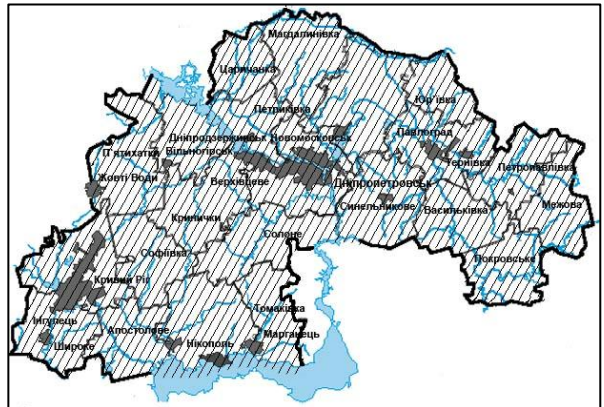 Магдалинівка
Царичанка
Юр'ївка
Петриківка
Дніпродзержинськ
Новомосковськ
Павлоград
П'ятихатки
Вільногірськ
Тернівка
Петропавлівка
Жовті Води
Верхівцеве
Дніпропетровськ
Синельникове
Васильківка
Межова
Кринички
Солоне
Софіївка
Покровське
Кривий Ріг
Інгулець
Апостолове
Томаківка
Широке
Нікополь
Марганець